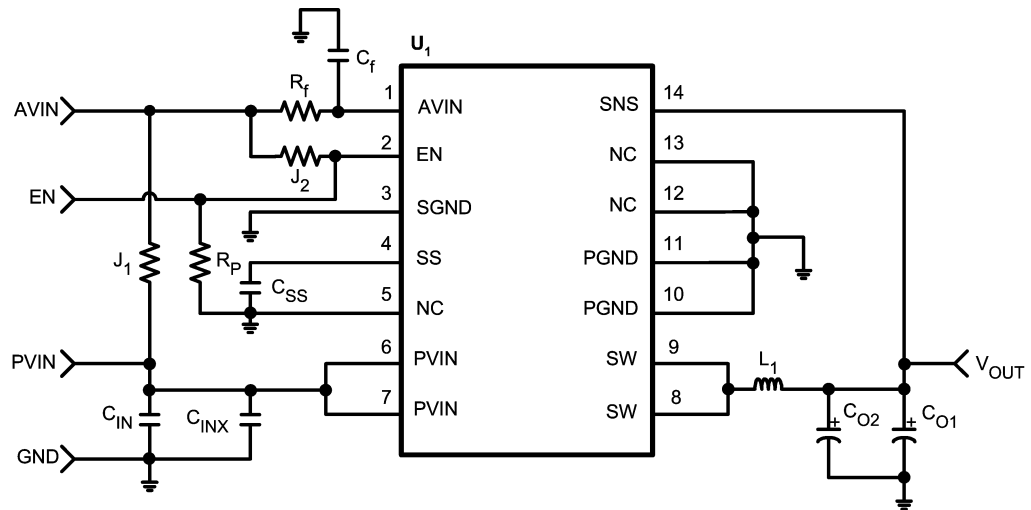 U1
Cf
Rf
AVIN
1
AVIN
SNS
14
2
EN
NC
13
J2
EN
3
SGND
NC
12
J1
RP
4
SS
PGND
11
CSS
5
NC
PGND
10
PVIN
6
PVIN
SW
9
L1
VOUT
7
PVIN
SW
8
CIN
CINX
+
CO2
+
CO1
GND